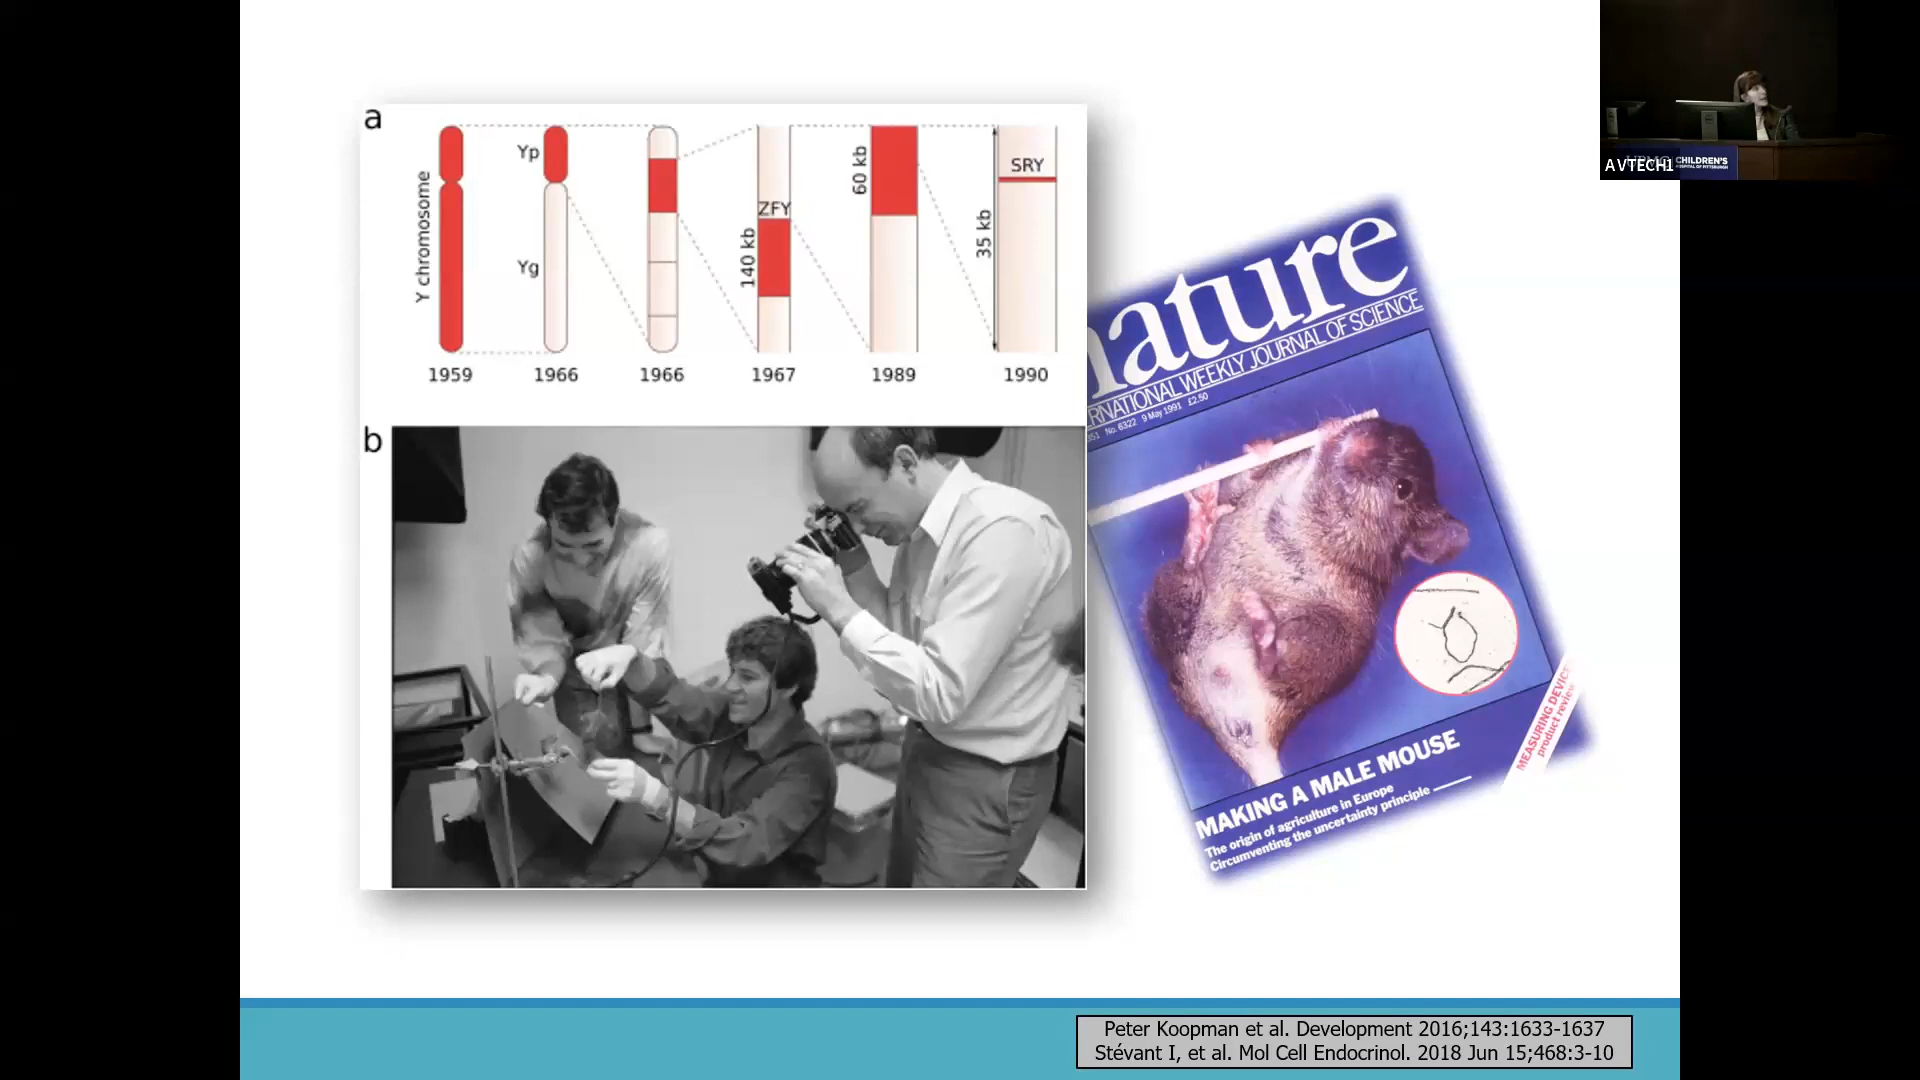 a
Y chromosome
Yp
Yg
ZFY
140 kb
60 kb
35 kb
SRY
1959
1966
1966
1967
1989
1990
b
nature
INTERNATIONAL WEEKLY JOURNAL OF SCIENCE
No. 6322 9 May 1991 £2.50
MAKING A MALE MOUSE
The origin of agriculture in Europe
Circumventing the uncertainty principle
MEASURING DEVICES
product review
AVTECH1
CHILDREN'S
HOSPITAL OF PITTSBURGH
Peter Koopman et al. Development 2016;143:1633-1637
Stévant I, et al. Mol Cell Endocrinol. 2018 Jun 15;468:3-10